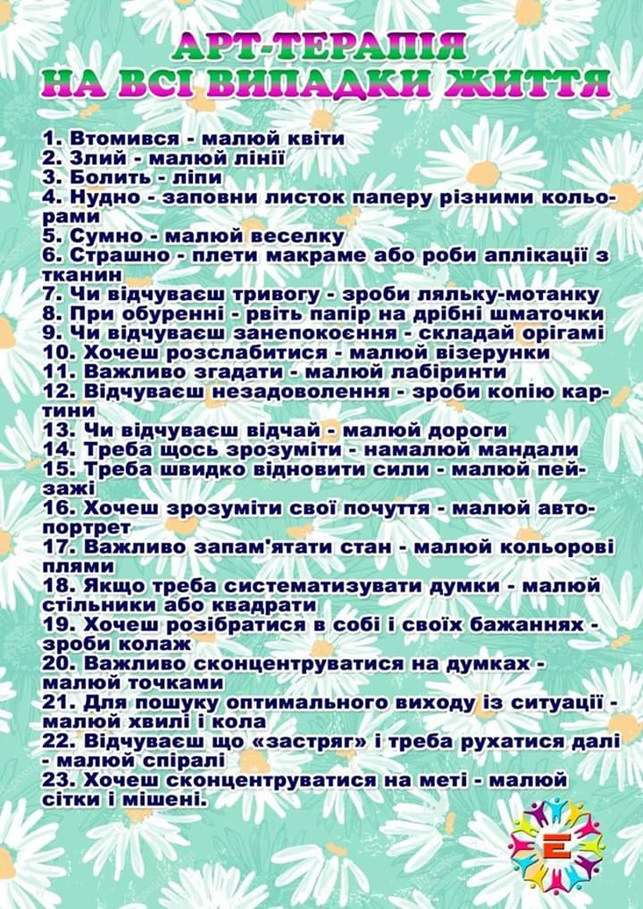 АРТ-ТЕРАПІЯ
НА ВСІ ВИПАДКИ ЖИТТЯ
1. Втомився - малюй квіти
2. Злий - малюй лінії
3. Болить - ліпи
4. Нудно - заповни листок паперу різними кольо-
рами
5. Сумно - малюй веселку
6. Страшно - плети макраме або роби аплікації з
тканин
7. Чи відчуваєш тривогу - зроби ляльку-мотанку
8. При обуренні - рвіть папір на дрібні шматочки
9. Чи відчуваєш занепокоєння - складай орігамі
10. Хочеш розслабитися - малюй візерунки
11. Важливо згадати - малюй лабіринти
12. Відчуваєш незадоволення - зроби копію кар-
тини
13. Чи відчуваєш відчай - малюй дороги
14. Треба щось зрозуміти - намалюй мандали
15. Треба швидко відновити сили - малюй пей-
зажі
16. Хочеш зрозуміти свої почуття - малюй авто-
портрет
17. Важливо запам'ятати стан - малюй кольорові
плями
18. Якщо треба систематизувати думки - малюй
стільники або квадрати
19. Хочеш розібратися в собі і своїх бажаннях -
зроби колаж
20. Важливо сконцентруватися на думках -
малюй точками
21. Для пошуку оптимального виходу із ситуації -
малюй хвилі і кола
22. Відчуваєш що «застряг» і треба рухатися далі
- малюй спіралі
23. Хочеш сконцентруватися на меті - малюй
сітки і мішені.
Е